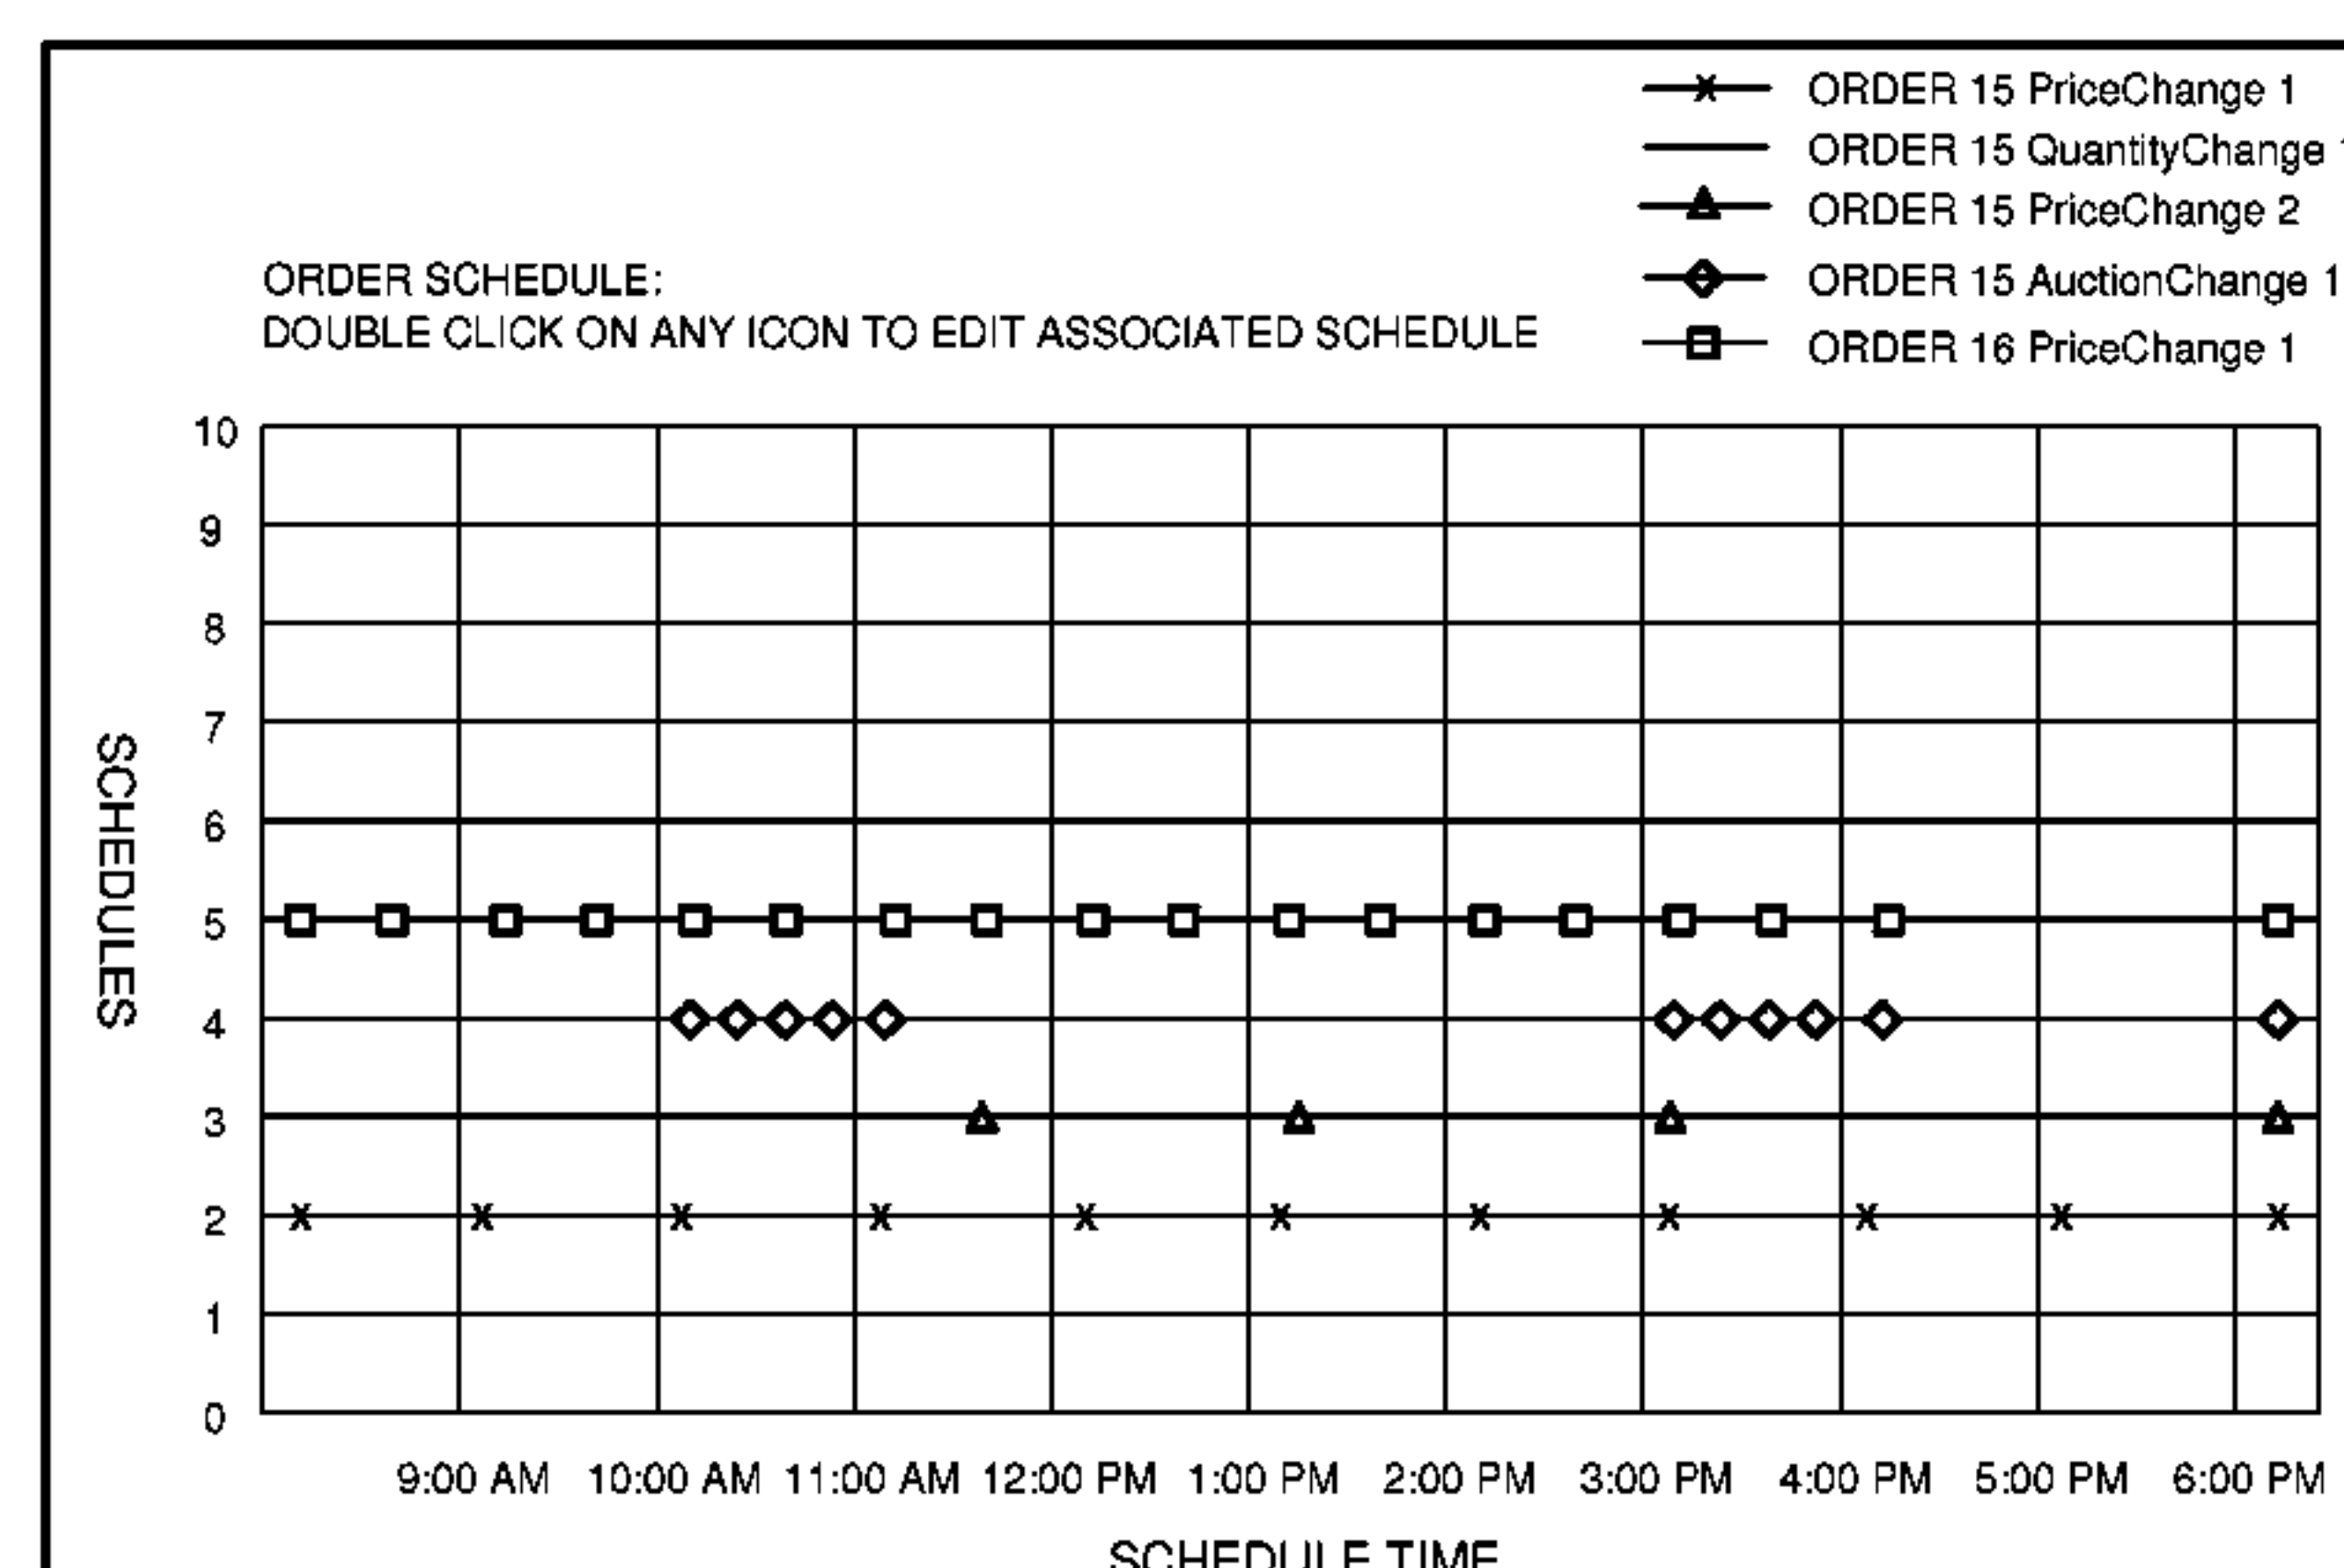 ORDER 15 PriceChange 1
ORDER 15 QuantityChange 1
ORDER 15 PriceChange 2
ORDER 15 AuctionChange 1
ORDER 16 PriceChange 1
ORDER SCHEDULE:
DOUBLE CLICK ON ANY ICON TO EDIT ASSOCIATED SCHEDULE
10
9
8
7
6
5
4
3
2
1
0
SCHEDULES
9:00 AM 10:00 AM 11:00 AM 12:00 PM 1:00 PM 2:00 PM 3:00 PM 4:00 PM 5:00 PM 6:00 PM
SCHEDULE TIME